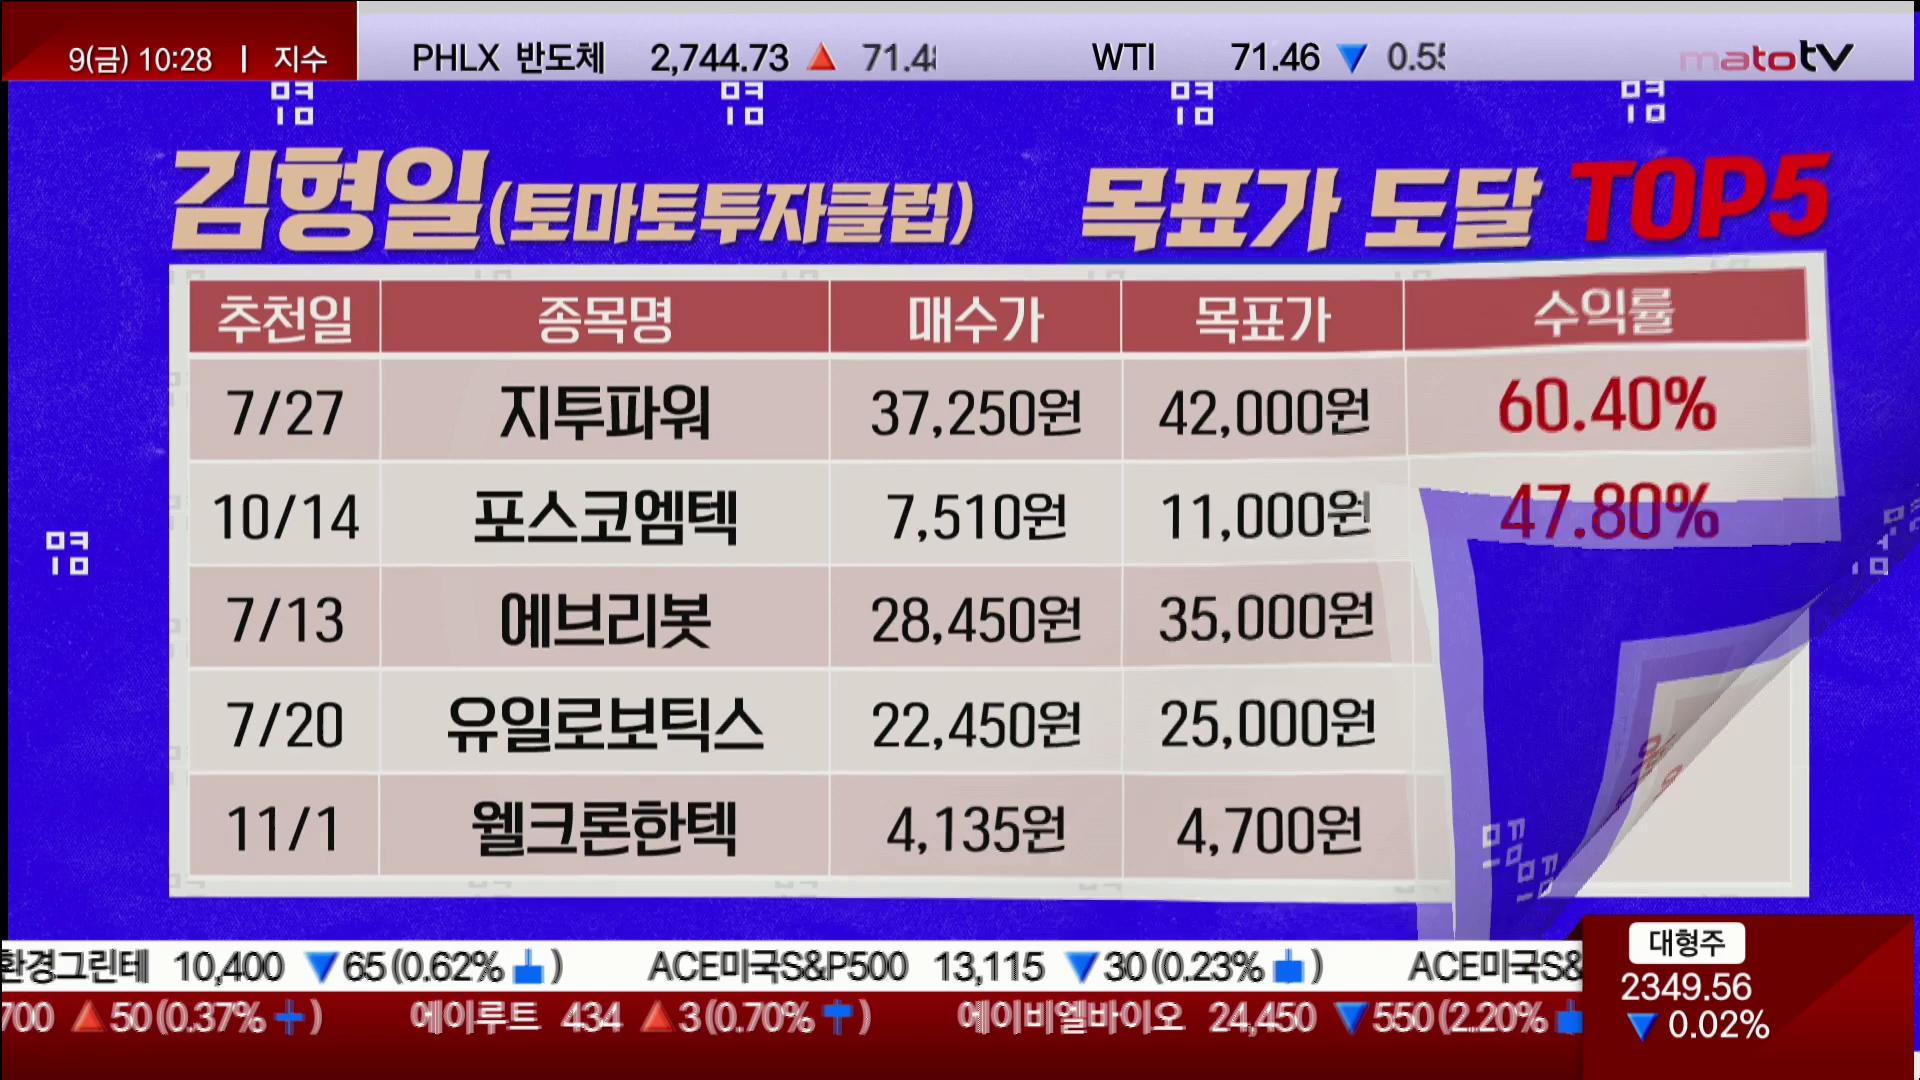 9(금) 10:28 | 지수
PHLX 반도체 2,744.73 ▲ 71.48
WTI 71.46 ▼ 0.55
matotv
김형일(토마토투자클럽) 목표가 도달 TOP5
추천일 종목명 매수가 목표가 수익률
7/27 지투파워 37,250원 42,000원 60.40%
10/14 포스코엠텍 7,510원 11,000원 47.80%
7/13 에브리봇 28,450원 35,000원
7/20 유일로보틱스 22,450원 25,000원
11/1 웰크론한텍 4,135원 4,700원
환경그린테 10,400 ▼65(0.62%) ACE미국S&P500 13,115 ▼30(0.23%) ACE미국S&
700 ▲50(0.37%) 에이루트 434 ▲3(0.70%) 에이비엘바이오 24,450 ▼550(2.20%)
대형주
2349.56
▼ 0.02%